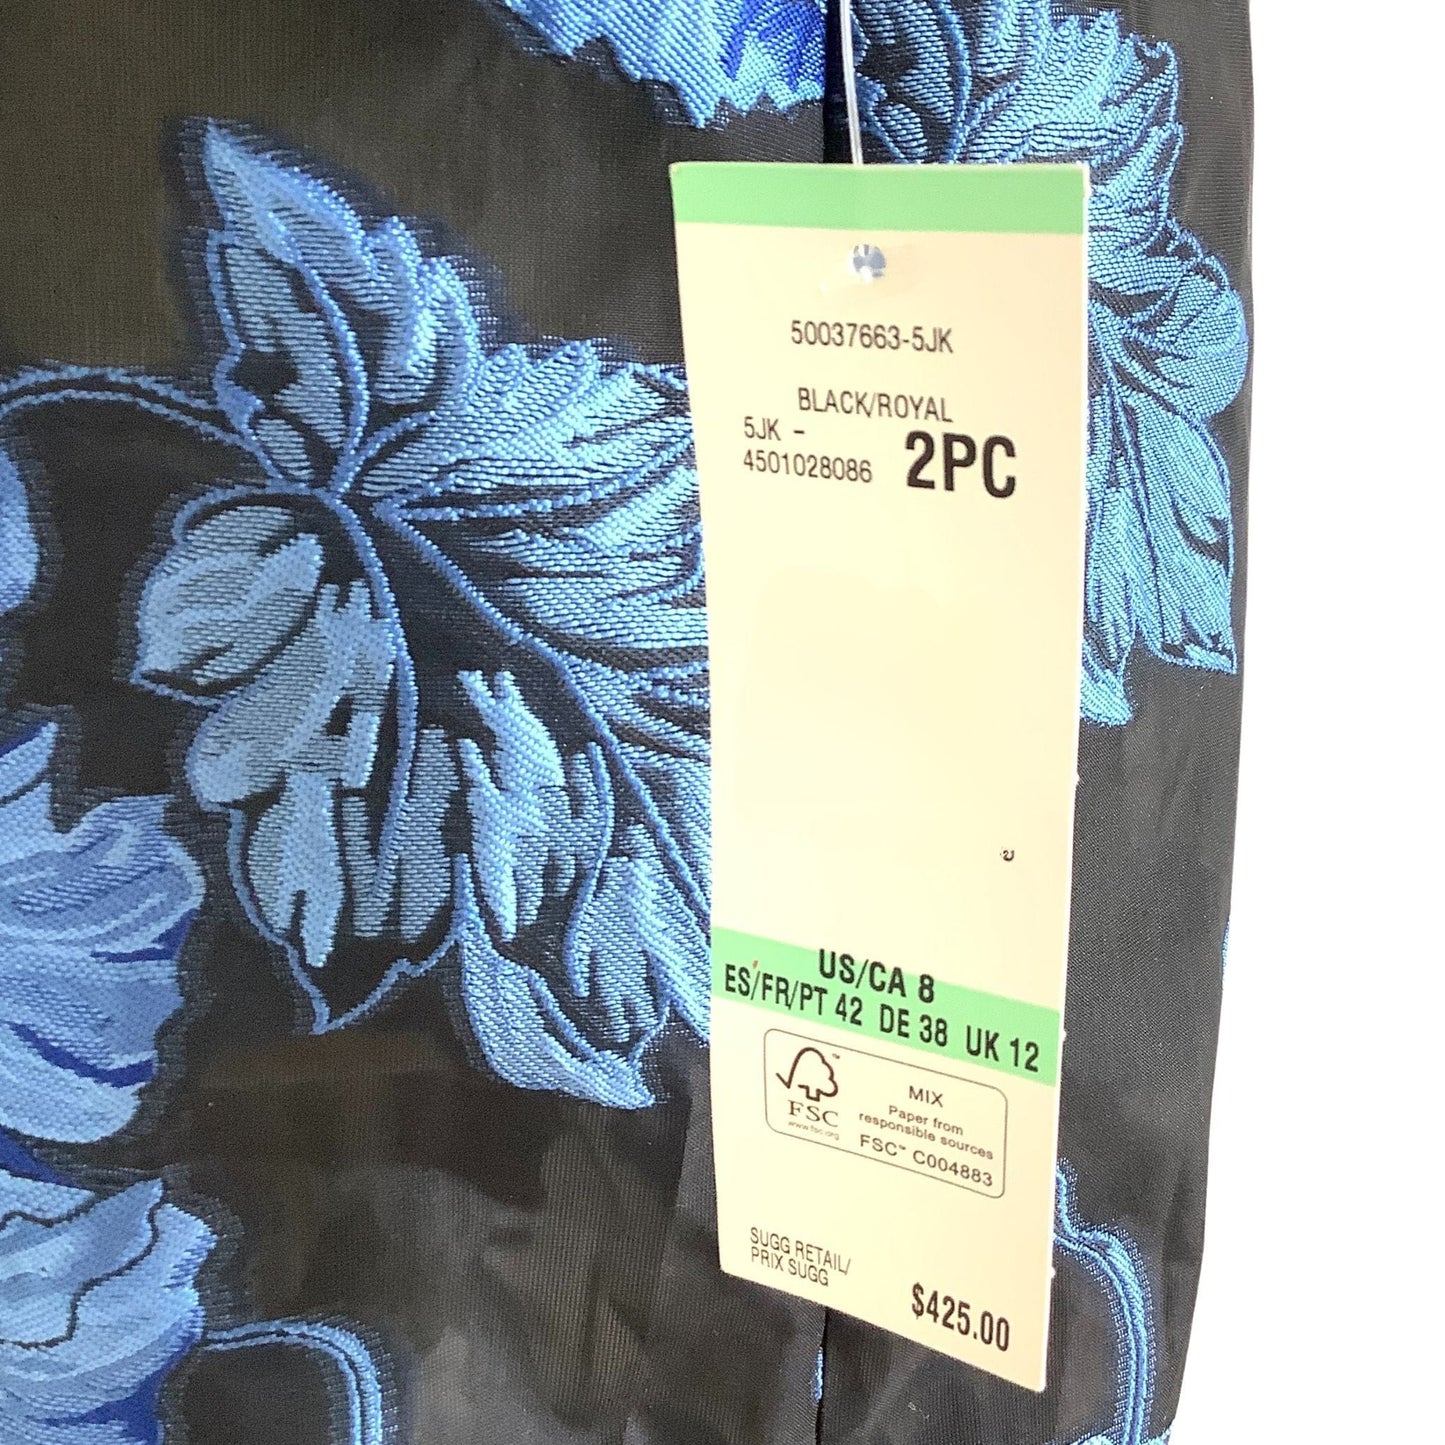 50037663-5JK
BLACK/ROYAL
5JK -
4501028086 2PC
US/CA 8
ES/FR/PT 42 DE 38 UK 12
FSC
www.fsc.org
MIX
Paper from
responsible sources
FSC™ C004883
SUGG RETAIL/
PRIX SUGG
$425.00